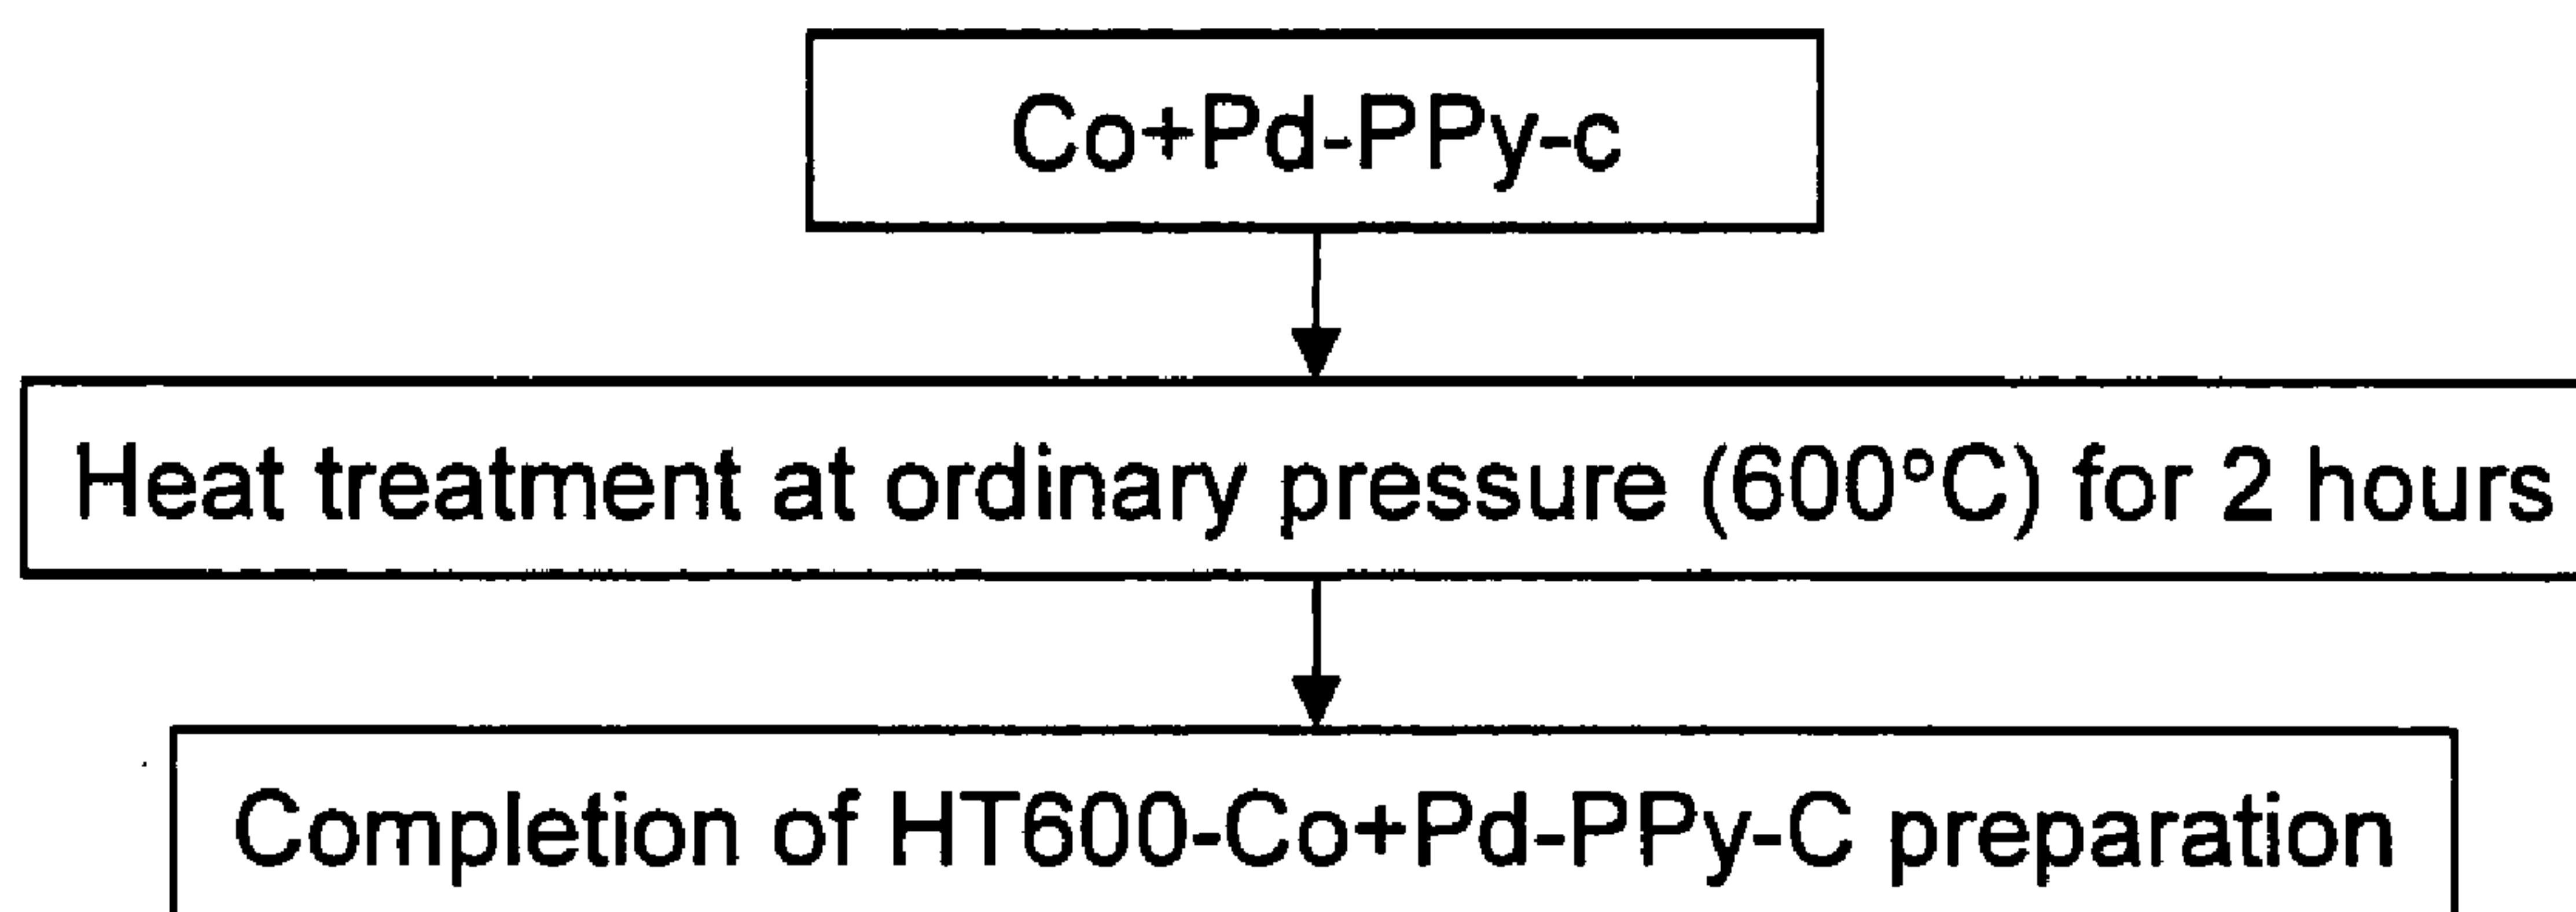 Co+Pd-PPy-c
Heat treatment at ordinary pressure (600°C) for 2 hours
Completion of HT600-Co+Pd-PPy-C preparation